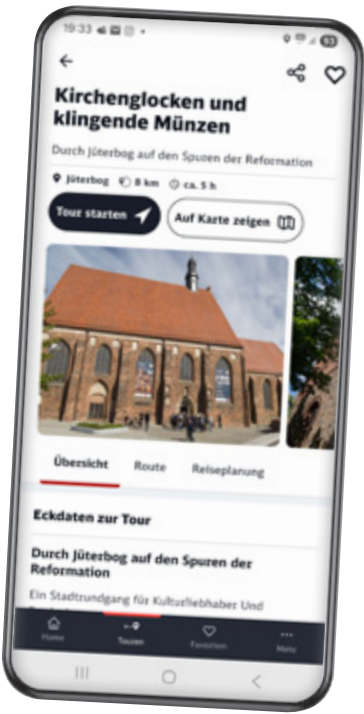 19:33
93
Kirchenglocken und
klingende Münzen
Durch Jüterbog auf den Spuren der Reformation
Jüterbog 8 km ca. 5 h
Tour starten
Auf Karte zeigen
Übersicht Route Reiseplanung
Eckdaten zur Tour
Durch Jüterbog auf den Spuren der
Reformation
Ein Stadtrundgang für Kulturliebhaber Und
Home Touren Favoriten Mehr